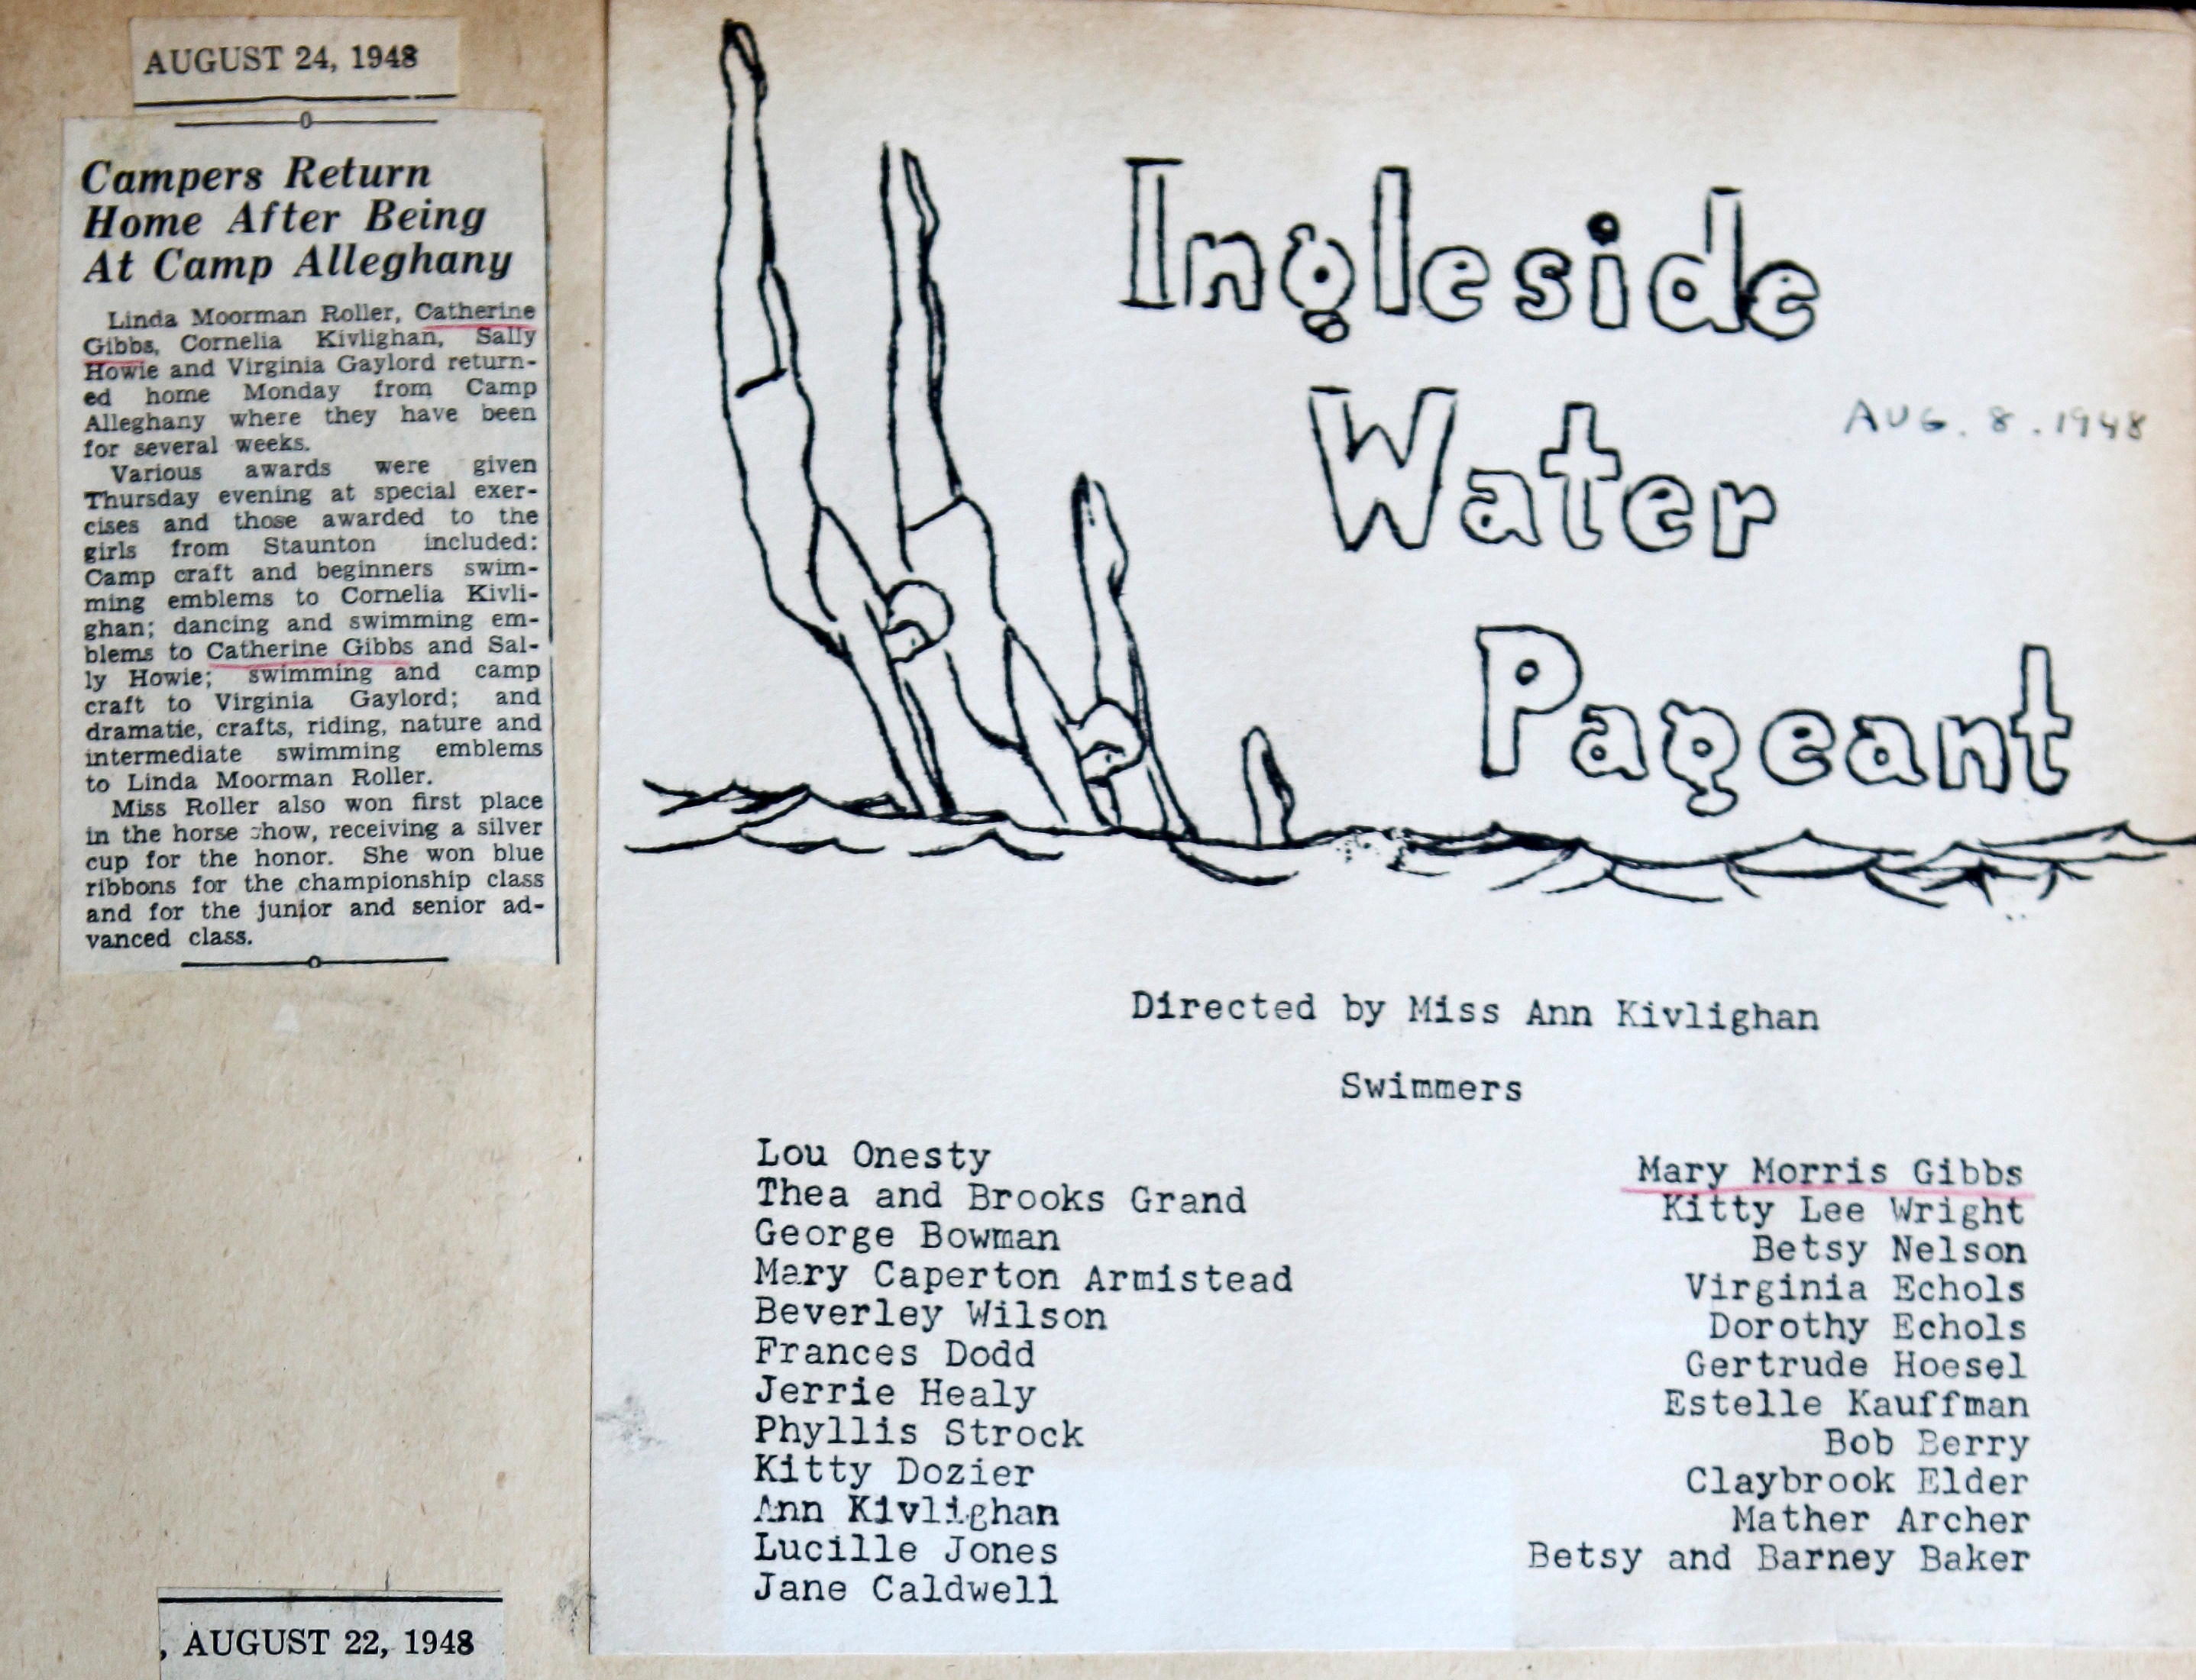 AUGUST 24, 1948
Campers Return
Home After Being
At Camp Alleghany
Linda Moorman Roller, Catherine
Gibbs, Cornelia Kivlighan, Sally
Howie and Virginia Gaylord return-
ed home Monday from Camp
Alleghany where they have been
for several weeks.
Various awards were given
Thursday evening at special exer-
cises and those awarded to the
girls from Staunton included:
Camp craft and beginners swim-
ming emblems to Cornelia Kivli-
ghan; dancing and swimming em-
blems to Catherine Gibbs and Sal-
ly Howie; swimming and camp
craft to Virginia Gaylord; and
dramatie, crafts, riding, nature and
intermediate swimming emblems
to Linda Moorman Roller.
Miss Roller also won first place
in the horse show, receiving a silver
cup for the honor. She won blue
ribbons for the championship class
and for the junior and senior ad-
vanced class.
, AUGUST 22, 1948
Ingleside
Water
AUG. 8. 1948
Pageant
Directed by Miss Ann Kivlighan
Swimmers
Lou Onesty
Thea and Brooks Grand
George Bowman
Mary Caperton Armistead
Beverley Wilson
Frances Dodd
Jerrie Healy
Phyllis Strock
Kitty Dozier
Ann Kivlighan
Lucille Jones
Jane Caldwell
Mary Morris Gibbs
Kitty Lee Wright
Betsy Nelson
Virginia Echols
Dorothy Echols
Gertrude Hoesel
Estelle Kauffman
Bob Berry
Claybrook Elder
Mather Archer
Betsy and Barney Baker